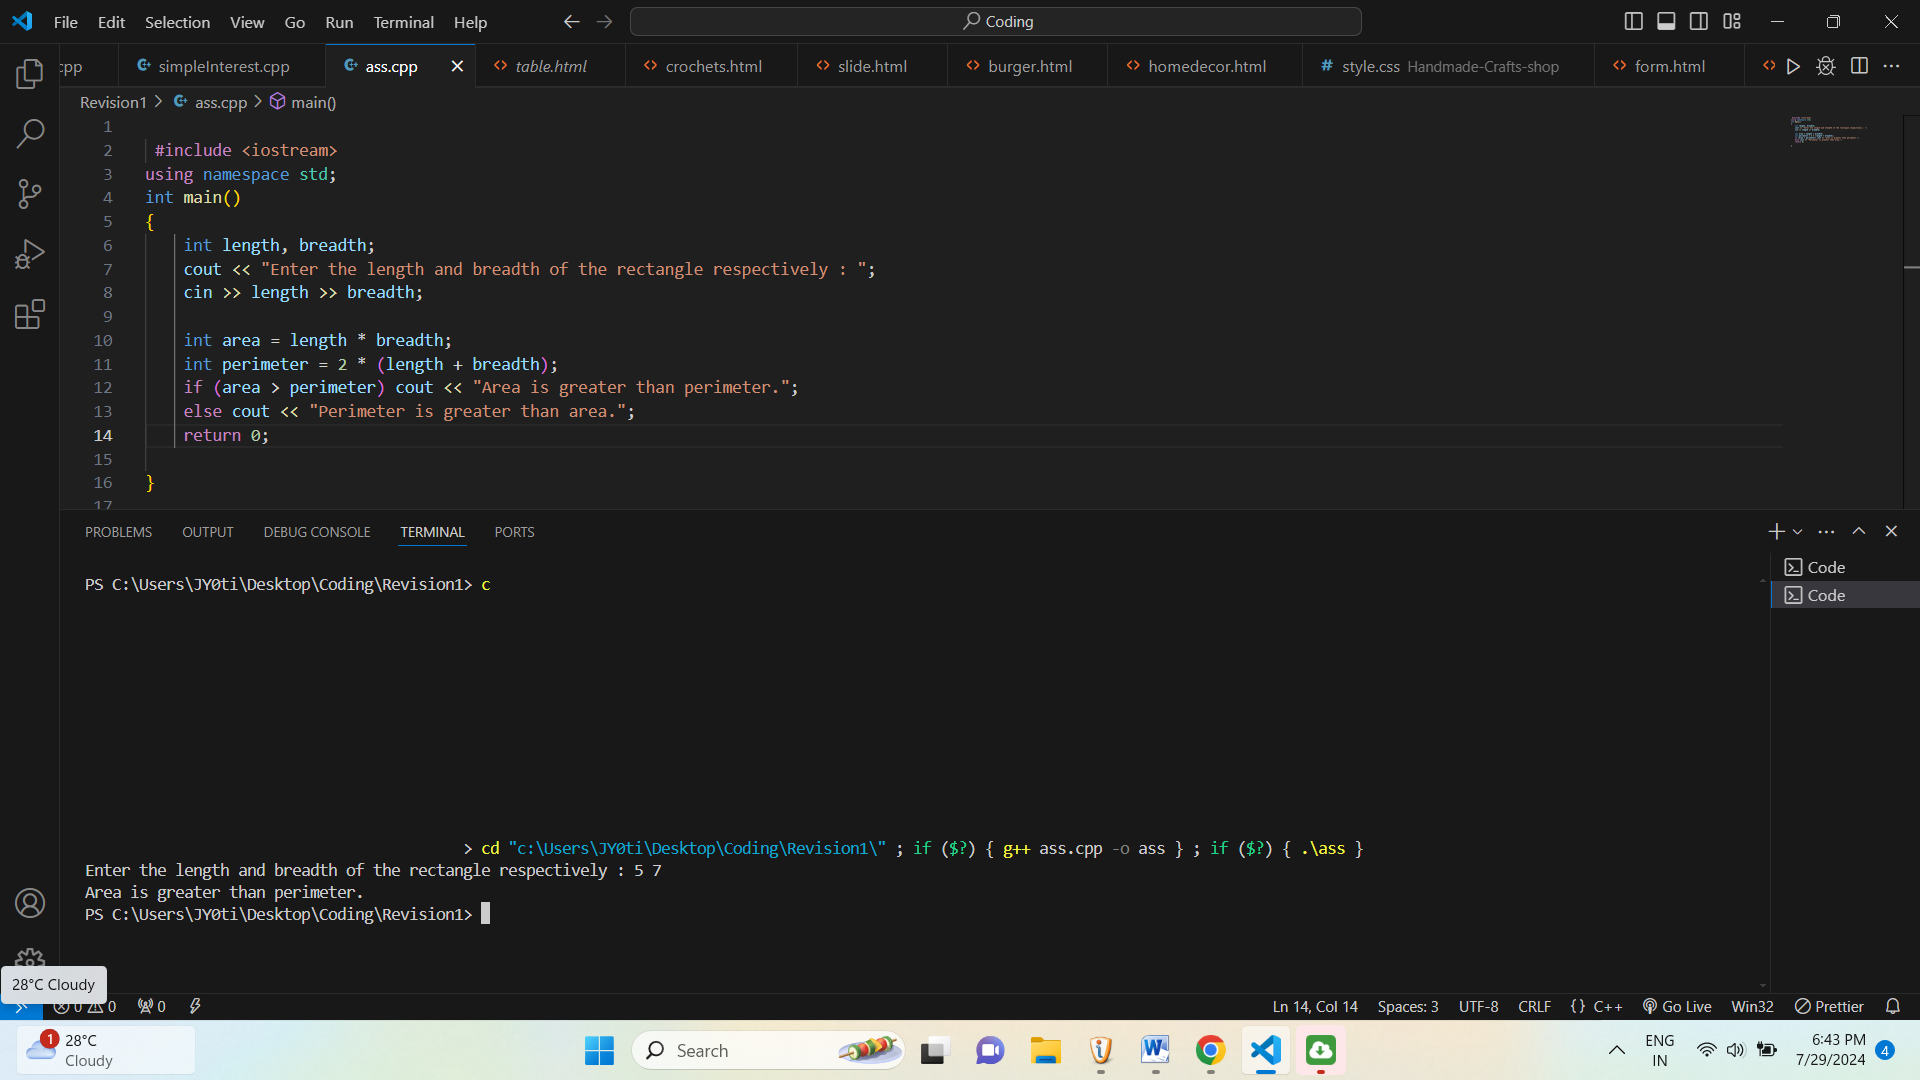 File Edit Selection View Go Run Terminal Help
Coding
cpp
simpleInterest.cpp
ass.cpp
table.html
crochets.html
slide.html
burger.html
homedecor.html
style.css Handmade-Crafts-shop
form.html
Revision1 > ass.cpp > main()
1
2 #include <iostream>
3 using namespace std;
4 int main()
5 {
6 int length, breadth;
7 cout << "Enter the length and breadth of the rectangle respectively : ";
8 cin >> length >> breadth;
9
10 int area = length * breadth;
11 int perimeter = 2 * (length + breadth);
12 if (area > perimeter) cout << "Area is greater than perimeter.";
13 else cout << "Perimeter is greater than area.";
14 return 0;
15
16 }
17
PROBLEMS OUTPUT DEBUG CONSOLE TERMINAL PORTS
PS C:\Users\JY0ti\Desktop\Coding\Revision1> c
> cd "c:\Users\JY0ti\Desktop\Coding\Revision1\" ; if ($?) { g++ ass.cpp -o ass } ; if ($?) { .\ass }
Enter the length and breadth of the rectangle respectively : 5 7
Area is greater than perimeter.
PS C:\Users\JY0ti\Desktop\Coding\Revision1>
Code
Code
28°C Cloudy
0 0 0
Ln 14, Col 14 Spaces: 3 UTF-8 CRLF {} C++ Go Live Win32 Prettier
1
28°C
Cloudy
Search
ENG
IN
6:43 PM
7/29/2024
4